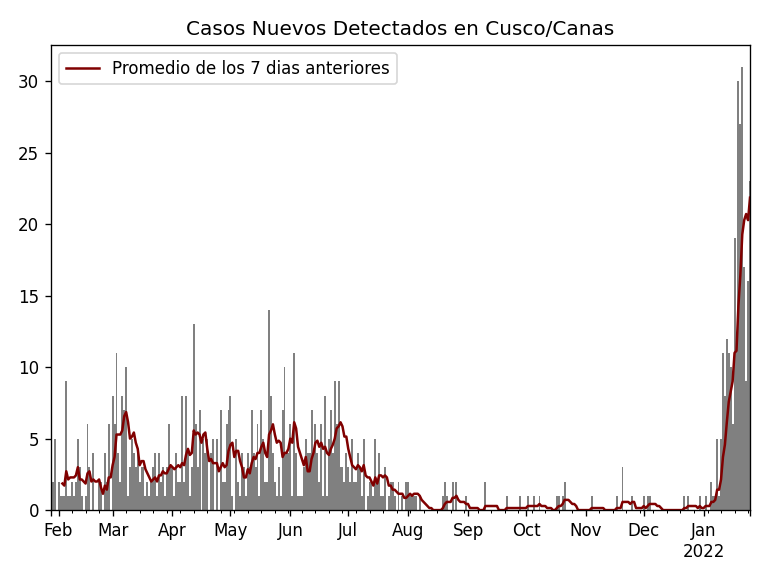 Casos Nuevos Detectados en Cusco/Canas
Promedio de los 7 dias anteriores
30
25
20
15
10
5
0
Feb Mar Apr May Jun Jul Aug Sep Oct Nov Dec Jan
2022